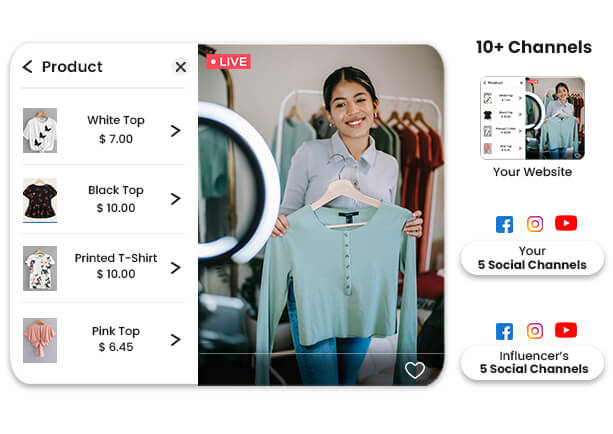 Product
White Top
$ 7.00
Black Top
$ 10.00
Printed T-Shirt
$ 10.00
Pink Top
$ 6.45
LIVE
10+ Channels
Your Website
Your
5 Social Channels
Influencer's
5 Social Channels